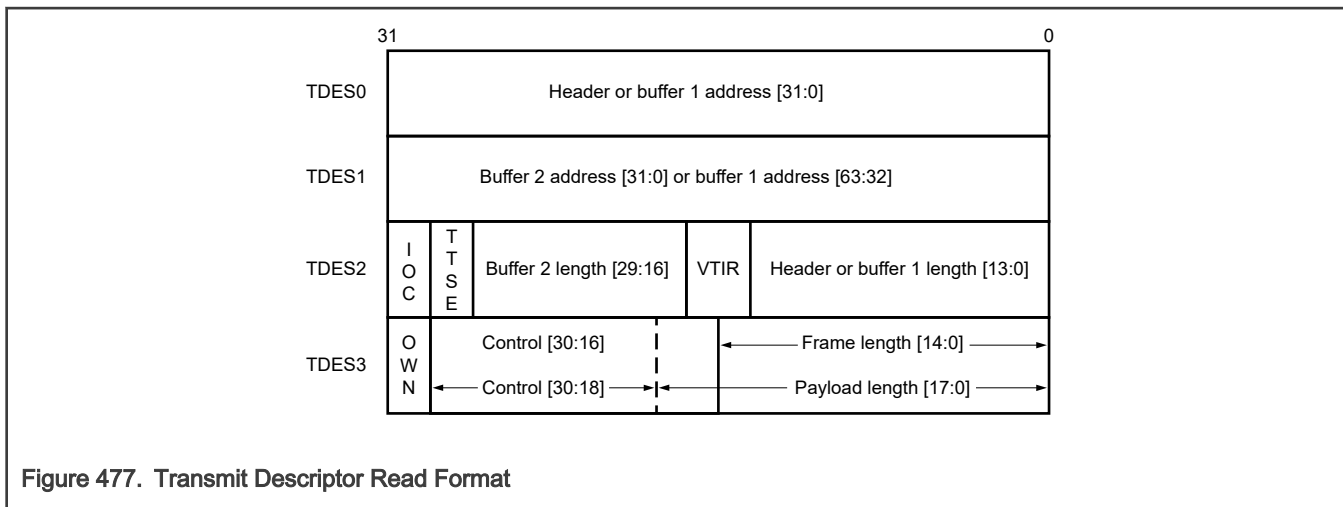 31 0
TDES0 Header or buffer 1 address [31:0]
TDES1 Buffer 2 address [31:0] or buffer 1 address [63:32]
TDES2 IOC TTSE Buffer 2 length [29:16] VTIR Header or buffer 1 length [13:0]
TDES3 OWN Control [30:16] Frame length [14:0]
Control [30:18] Payload length [17:0]
Figure 477. Transmit Descriptor Read Format